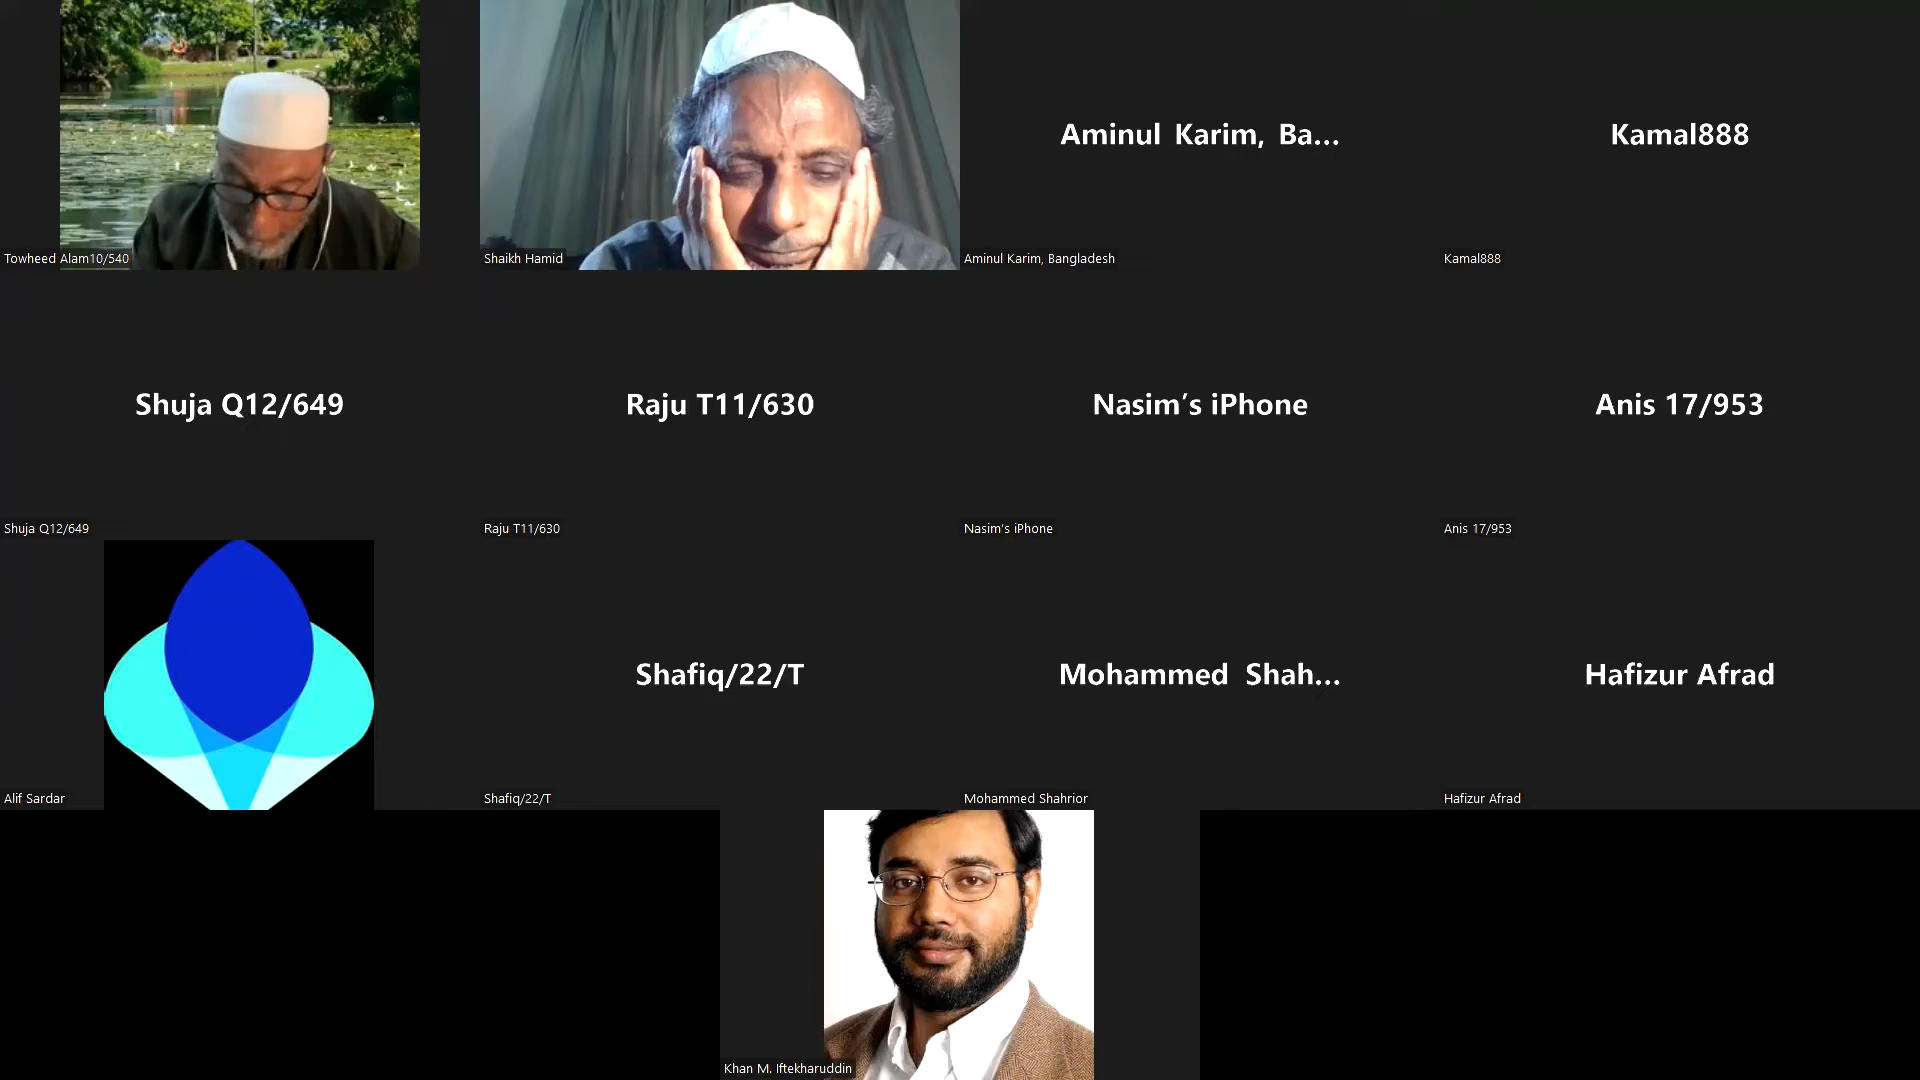 Aminul Karim, Ba...
Kamal888
Towheed Alam10/540
Shaikh Hamid
Aminul Karim, Bangladesh
Kamal888
Shuja Q12/649
Raju T11/630
Nasim’s iPhone
Anis 17/953
Shuja Q12/649
Raju T11/630
Nasim’s iPhone
Anis 17/953
Shafiq/22/T
Mohammed Shah...
Hafizur Afrad
Alif Sardar
Shafiq/22/T
Mohammed Shahrior
Hafizur Afrad
Khan M. Iftekharuddin